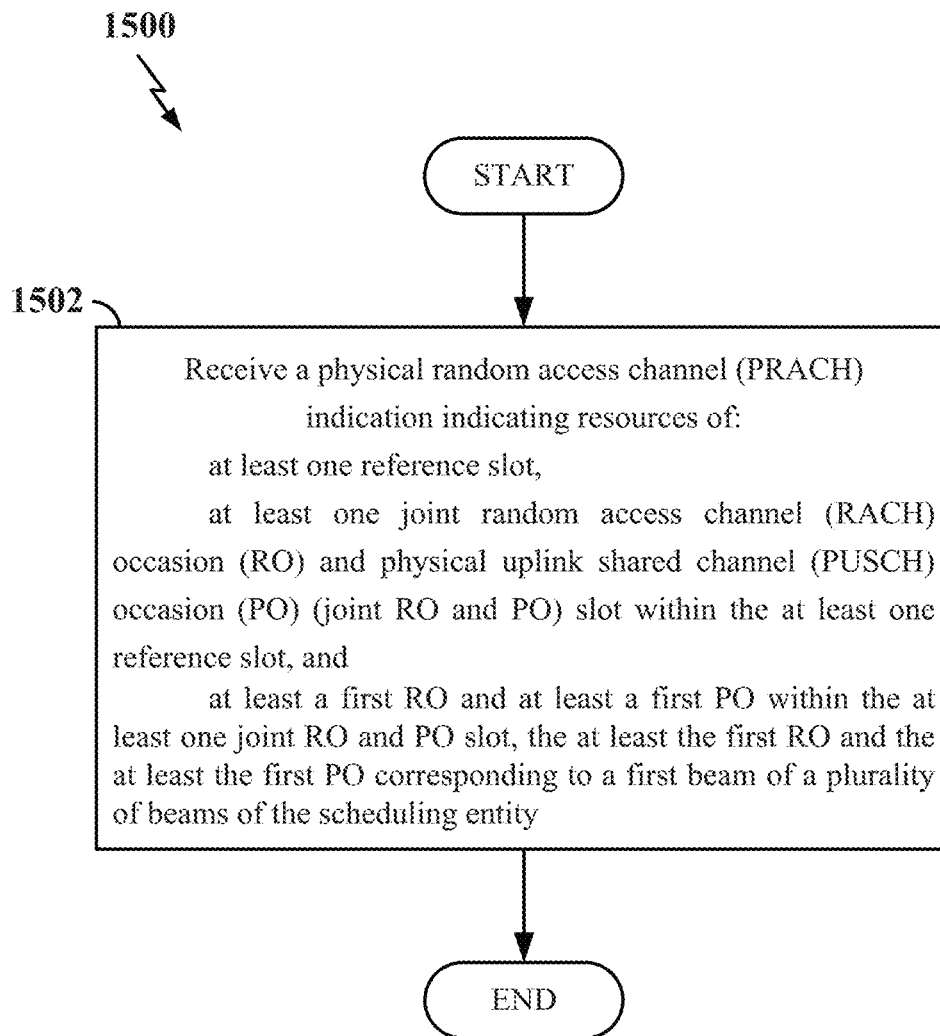 1500
START
1502
Receive a physical random access channel (PRACH)
indication indicating resources of:
at least one reference slot,
at least one joint random access channel (RACH)
occasion (RO) and physical uplink shared channel (PUSCH)
occasion (PO) (joint RO and PO) slot within the at least one
reference slot, and
at least a first RO and at least a first PO within the at
least one joint RO and PO slot, the at least the first RO and the
at least the first PO corresponding to a first beam of a plurality
of beams of the scheduling entity
END